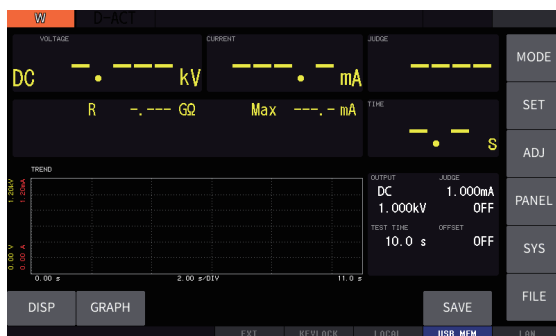 W D-ACT
VOLTAGE CURRENT JUDGE
DC -.--- kV ---.- mA ---- MODE
R -.--- GΩ Max ---.- mA TIME SET
-.- s
ADJ
TREND
1.20kV 1.20mA
OUTPUT JUDGE
DC 1.000mA
1.000kV OFF
PANEL
TEST TIME OFFSET
10.0 s OFF
0.00 V 0.00 A
SYS
0.00 s 2.00 s/DIV 11.0 s
DISP GRAPH SAVE FILE
EXT KEYLOCK LOCAL USB MEM LAN